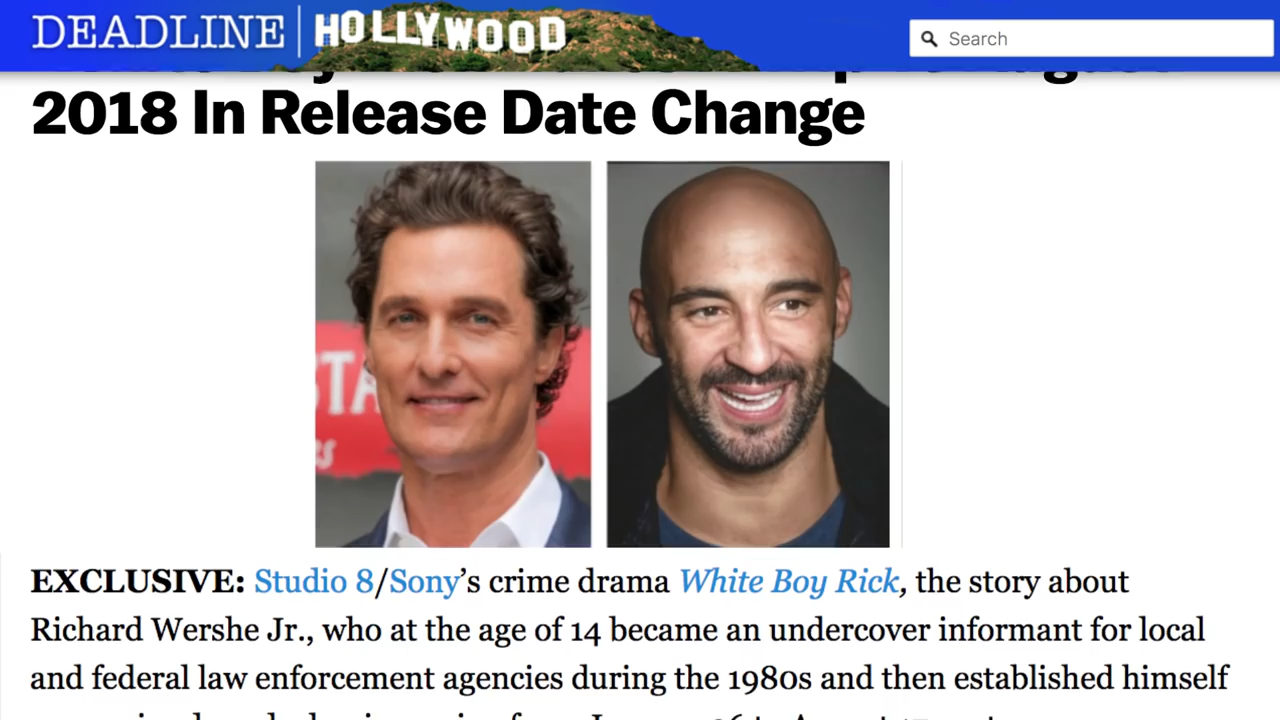 DEADLINE HOLLYWOOD
Search
2018 In Release Date Change
STA
EXCLUSIVE: Studio 8/Sony’s crime drama White Boy Rick, the story about
Richard Wershe Jr., who at the age of 14 became an undercover informant for local
and federal law enforcement agencies during the 1980s and then established himself